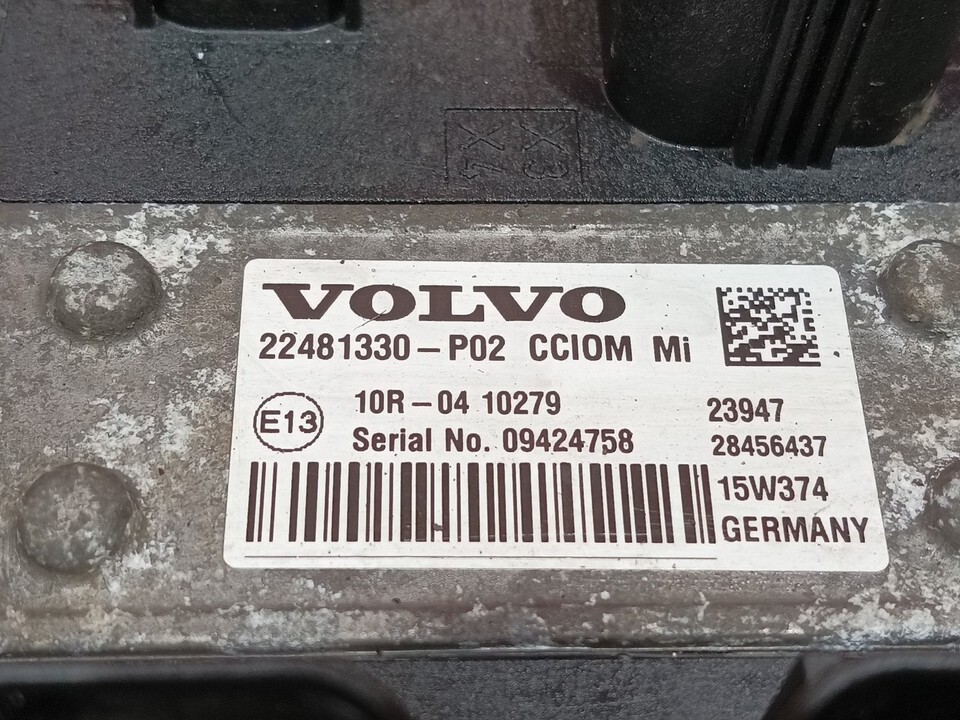 VOLVO
22481330-P02 CCIOM Mi
E13
10R-04 10279
23947
Serial No. 09424758
28456437
15W374
GERMANY